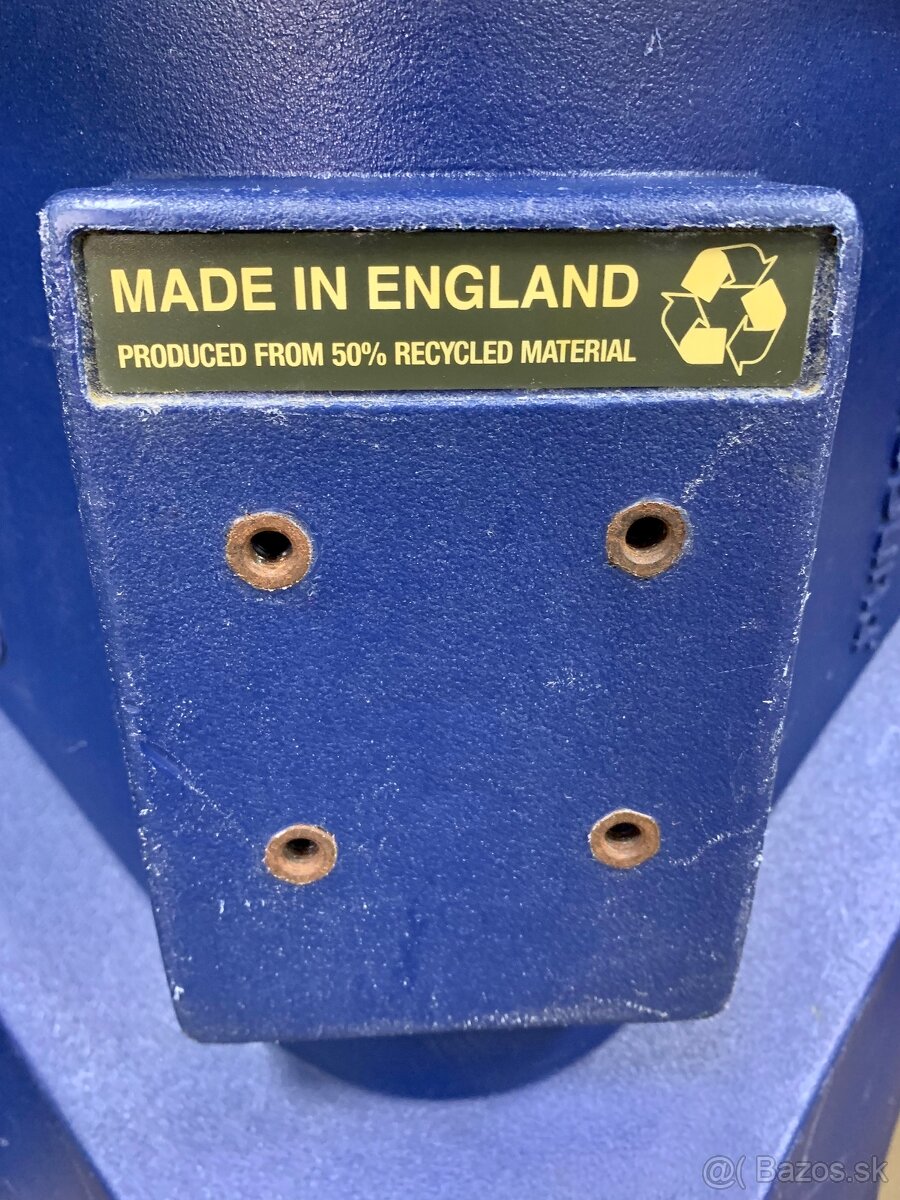 MADE IN ENGLAND
PRODUCED FROM 50% RECYCLED MATERIAL
@( Bazos.sk